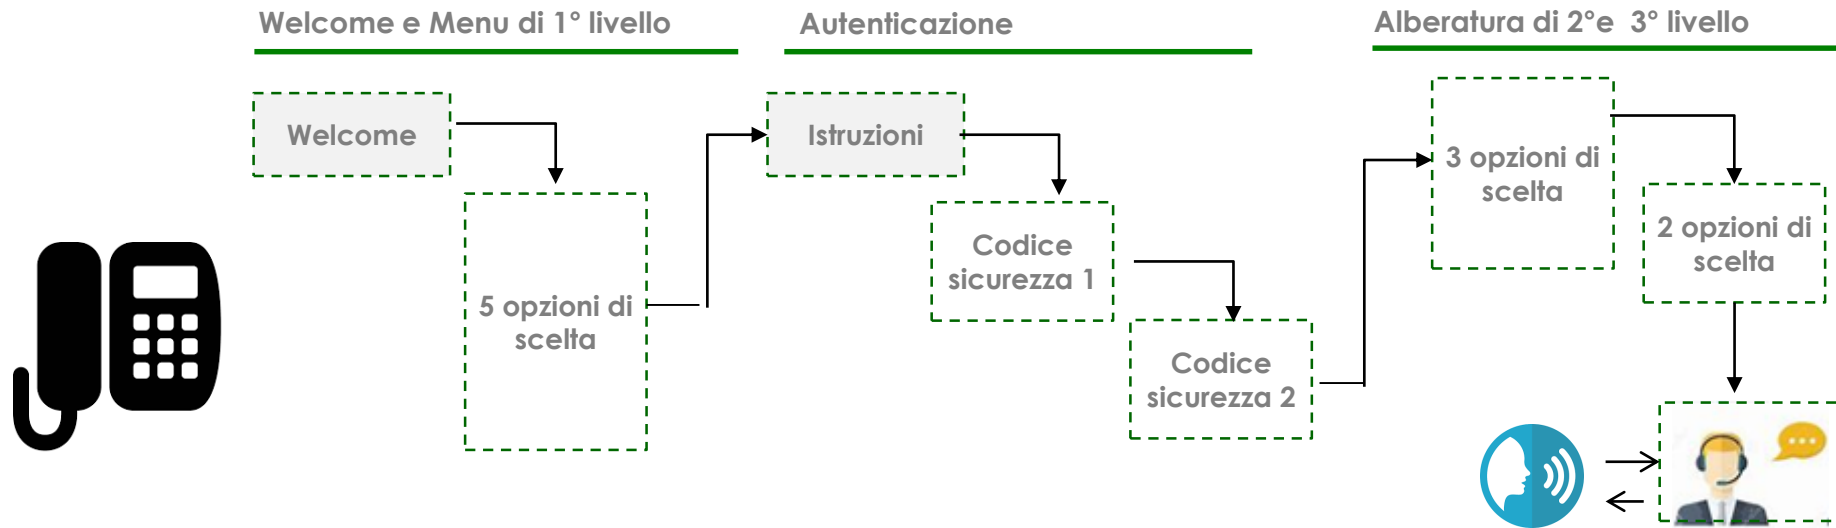 Welcome e Menu di 1° livello
Autenticazione
Alberatura di 2°e 3° livello
Welcome
5 opzioni di
scelta
Istruzioni
Codice
sicurezza 1
Codice
sicurezza 2
3 opzioni di
scelta
2 opzioni di
scelta